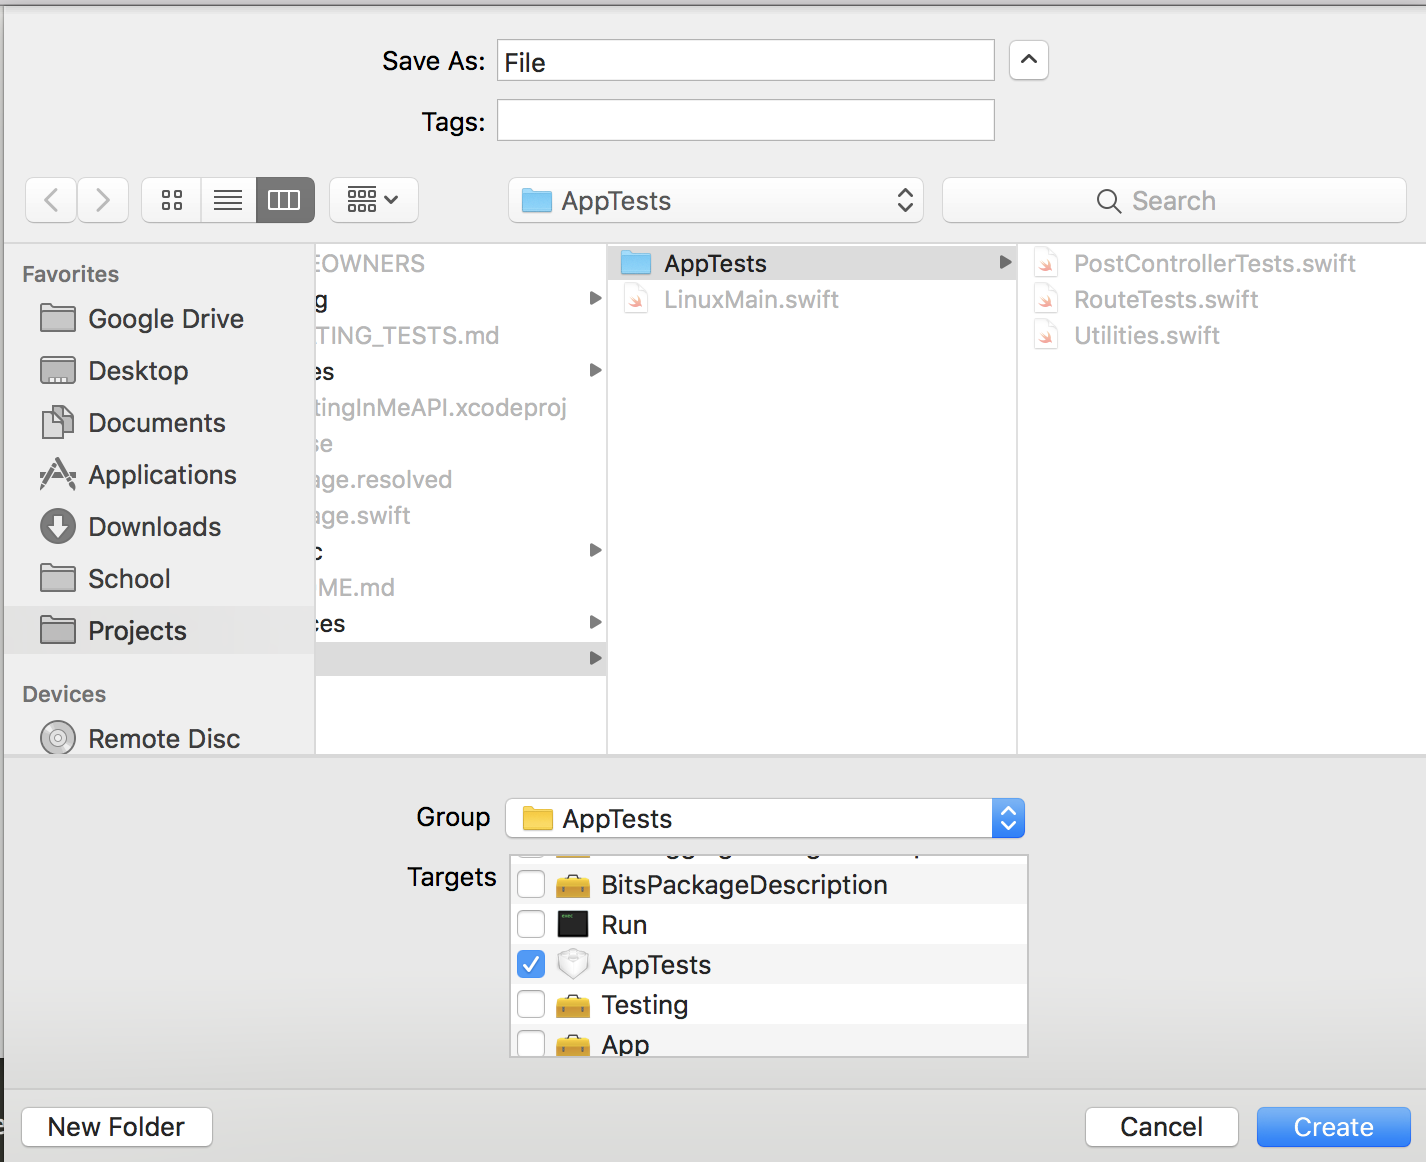 Save As: File
Tags:
AppTests
Search
Favorites
Google Drive
Desktop
Documents
Applications
Downloads
School
Projects
Devices
Remote Disc
EOWNERS
g
TING_TESTS.md
es
tingInMeAPI.xcodeproj
se
age.resolved
age.swift
c
ME.md
ces
AppTests
LinuxMain.swift
PostControllerTests.swift
RouteTests.swift
Utilities.swift
Group AppTests
Targets
BitsPackageDescription
Run
AppTests
Testing
App
New Folder
Cancel
Create